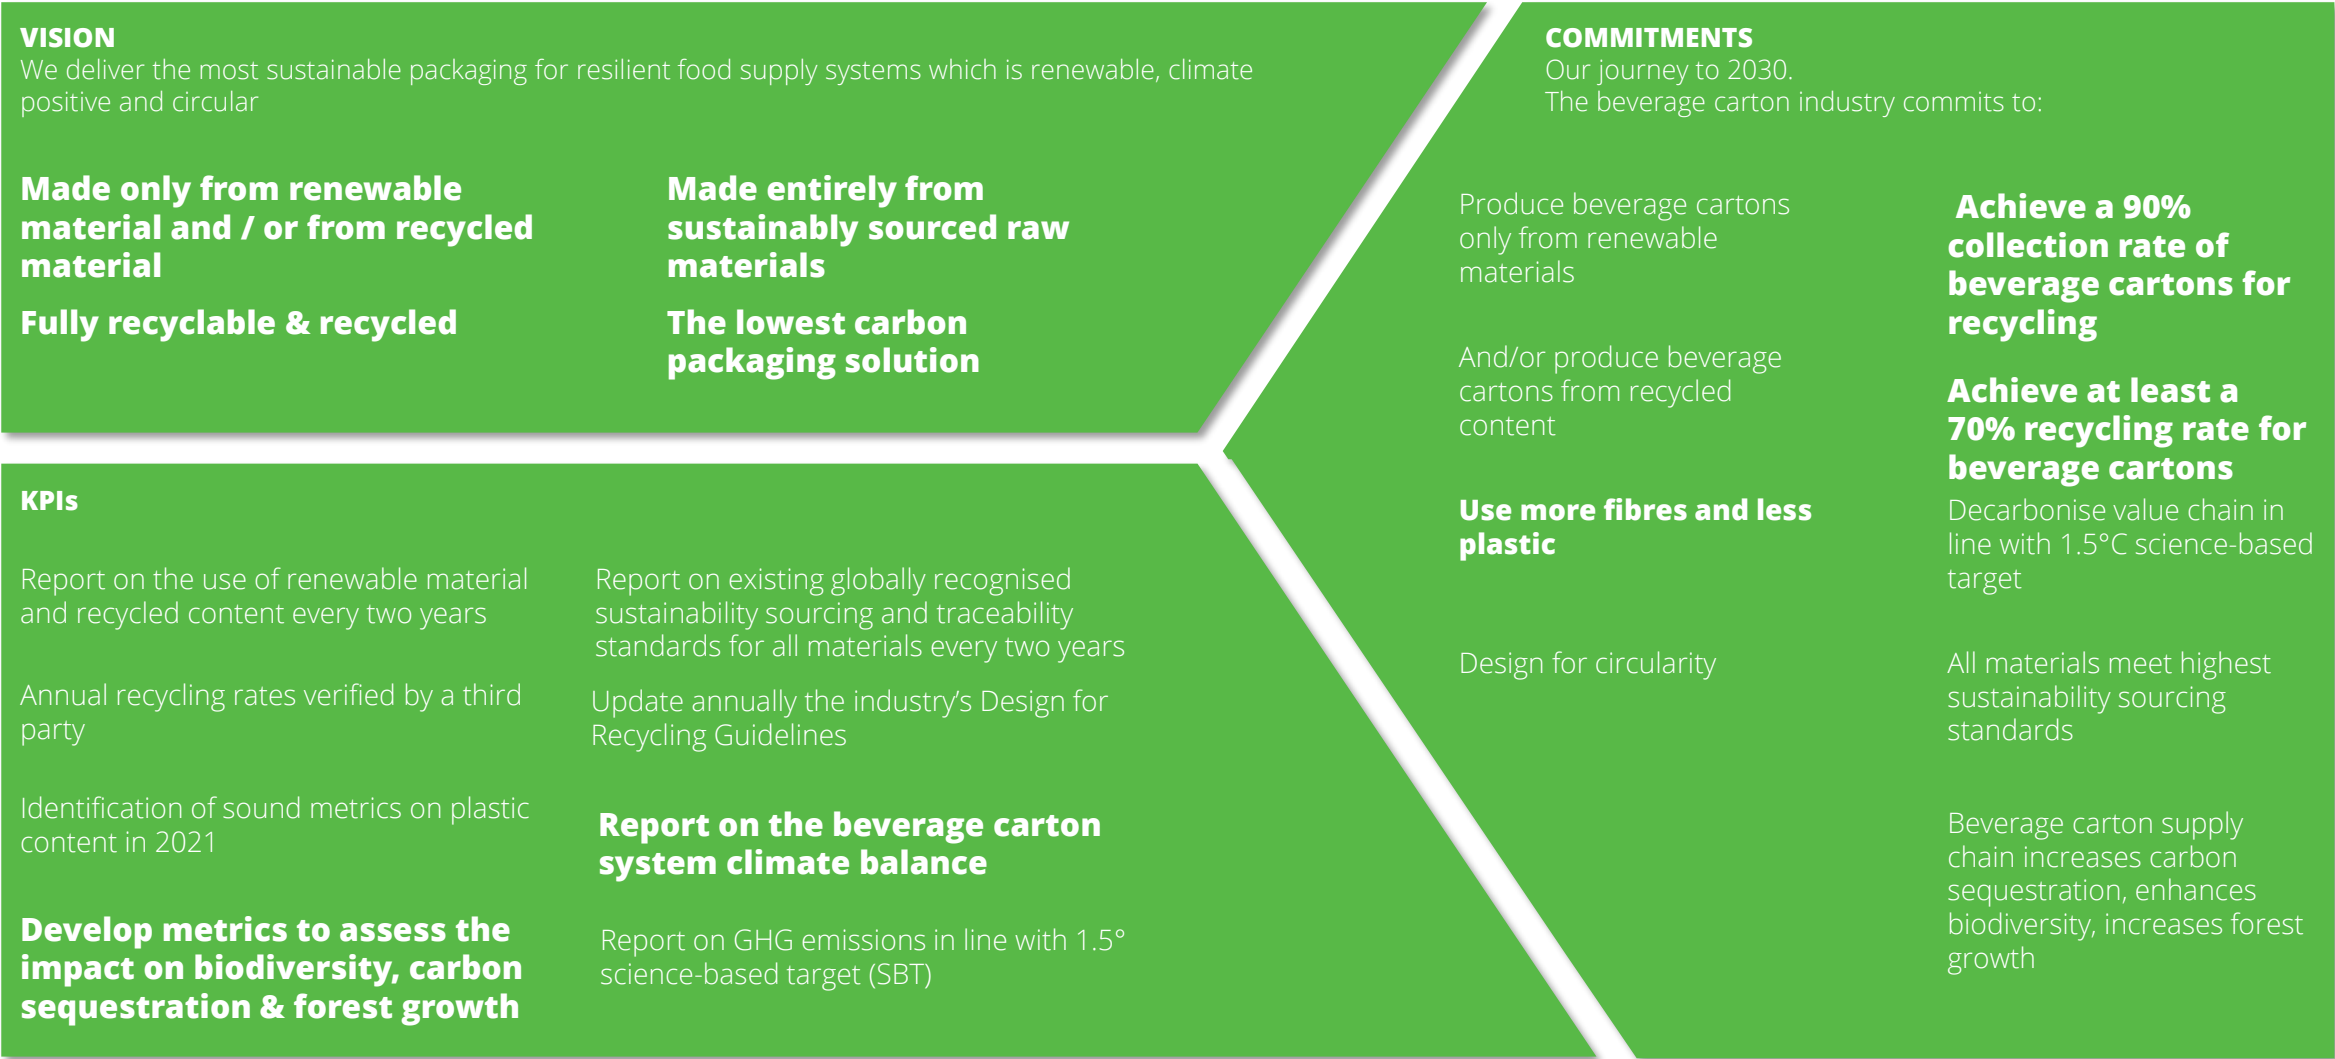 VISION
We deliver the most sustainable packaging for resilient food supply systems which is renewable, climate
positive and circular
Made only from renewable
material and / or from recycled
material
Fully recyclable & recycled
Made entirely from
sustainably sourced raw
materials
The lowest carbon
packaging solution
KPIs
Report on the use of renewable material
and recycled content every two years
Annual recycling rates verified by a third
party
Identification of sound metrics on plastic
content in 2021
Develop metrics to assess the
impact on biodiversity, carbon
sequestration & forest growth
Report on existing globally recognised
sustainability sourcing and traceability
standards for all materials every two years
Update annually the industry’s Design for
Recycling Guidelines
Report on the beverage carton
system climate balance
Report on GHG emissions in line with 1.5°
science-based target (SBT)
COMMITMENTS
Our journey to 2030.
The beverage carton industry commits to:
Produce beverage cartons
only from renewable
materials
And/or produce beverage
cartons from recycled
content
Use more fibres and less
plastic
Design for circularity
Achieve a 90%
collection rate of
beverage cartons for
recycling
Achieve at least a
70% recycling rate for
beverage cartons
Decarbonise value chain in
line with 1.5°C science-based
target
All materials meet highest
sustainability sourcing
standards
Beverage carton supply
chain increases carbon
sequestration, enhances
biodiversity, increases forest
growth